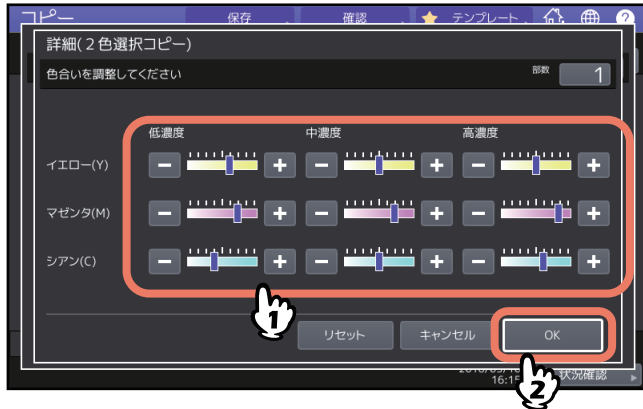 コピー 保存 確認 テンプレート
詳細(２色選択コピー)
色合いを調整してください 部数 1
低濃度 中濃度 高濃度
イエロー(Y)
マゼンタ(M)
シアン(C)
1
リセット キャンセル OK
16:15 状況確認
2